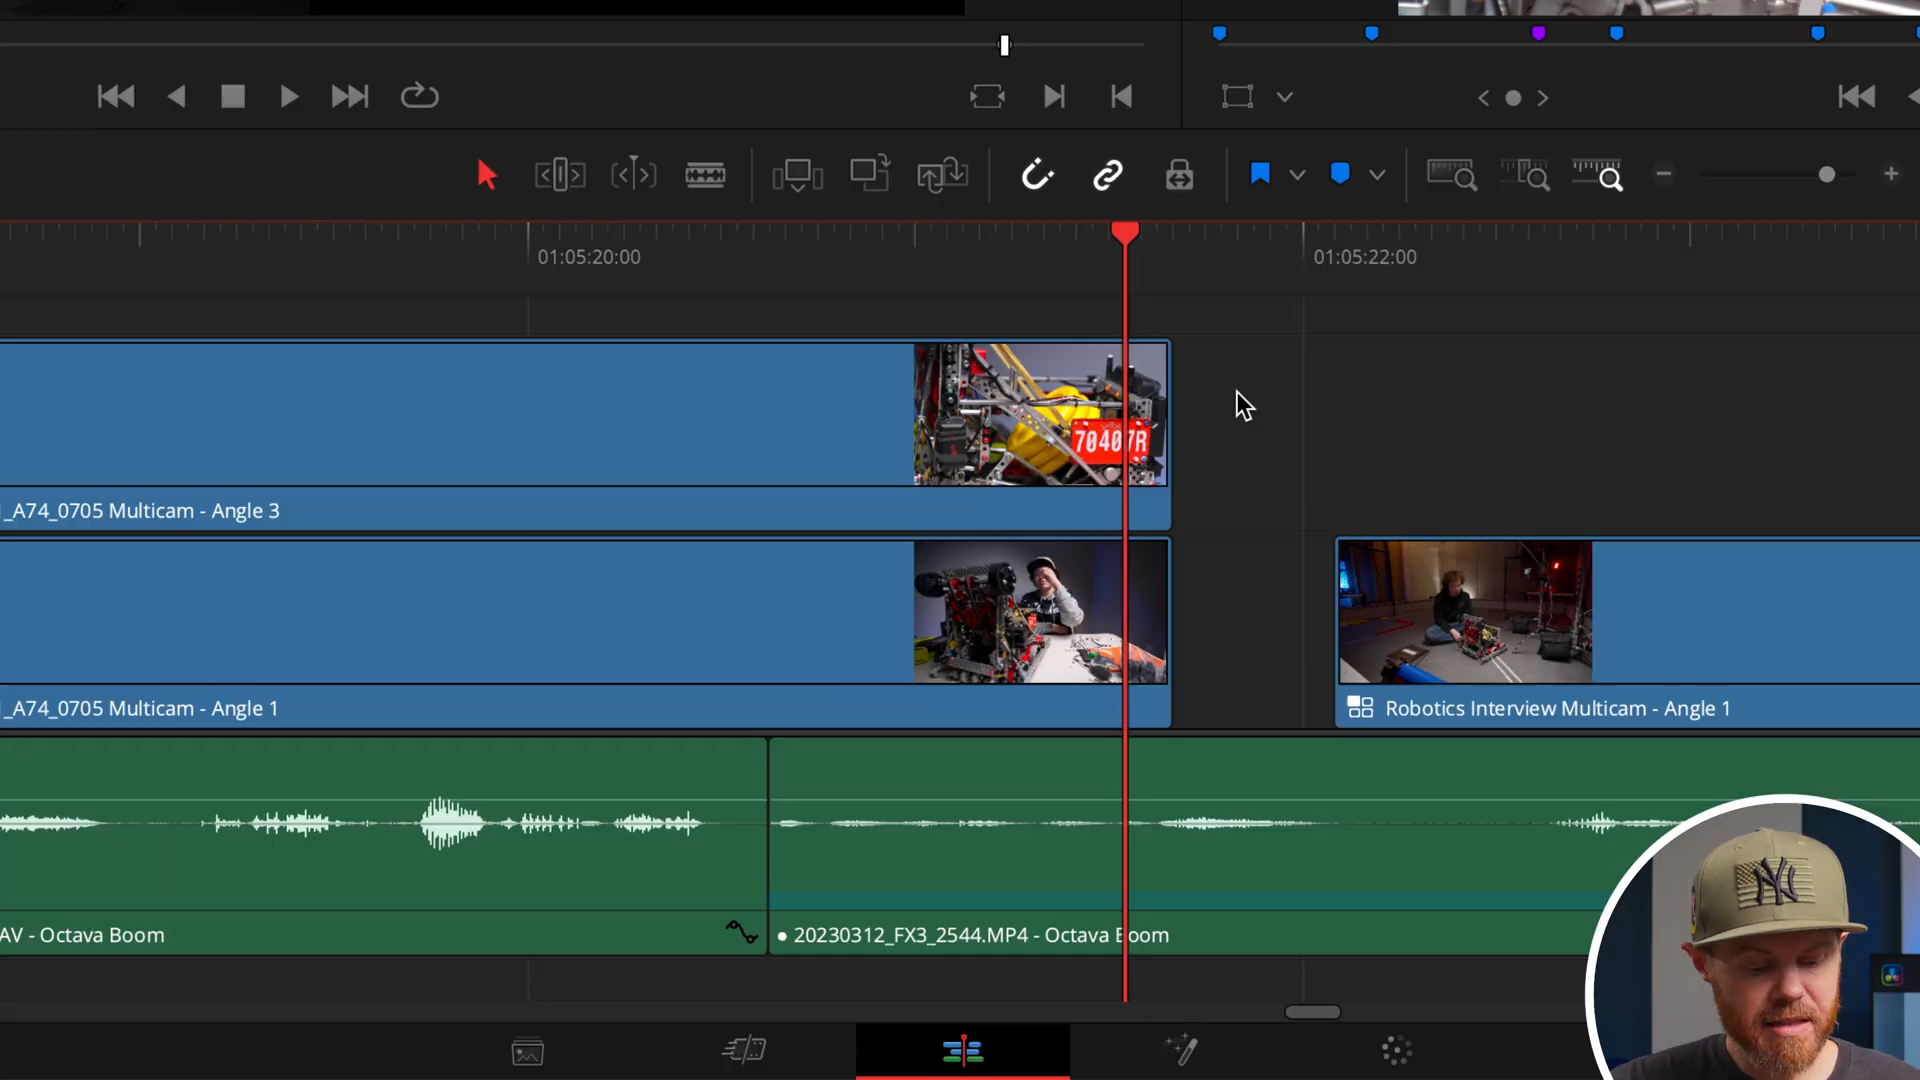 01:05:20:00
01:05:22:00
70407R
_A74_0705 Multicam - Angle 3
_A74_0705 Multicam - Angle 1
Robotics Interview Multicam - Angle 1
AV - Octava Boom
20230312_FX3_2544.MP4 - Octava Boom
NY